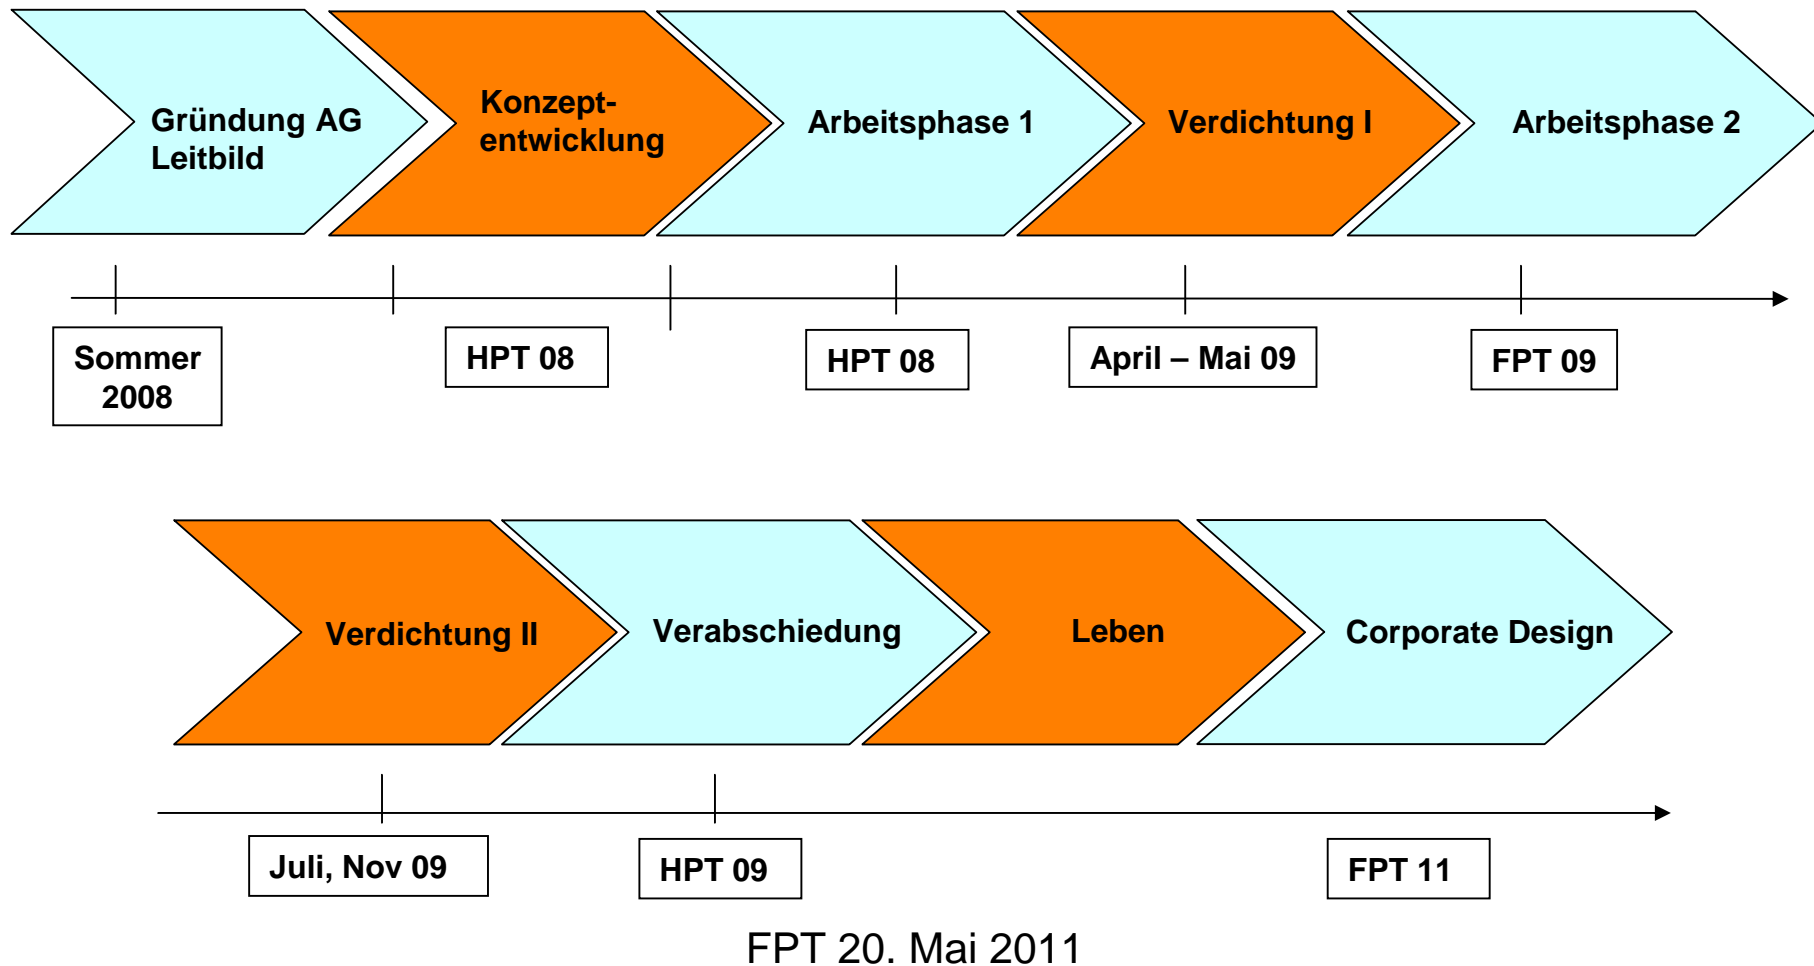 Gründung AG
Leitbild
Konzept-
entwicklung
Arbeitsphase 1
Verdichtung I
Arbeitsphase 2
Sommer
2008
HPT 08
HPT 08
April – Mai 09
FPT 09
Verdichtung II
Verabschiedung
Leben
Corporate Design
Juli, Nov 09
HPT 09
FPT 11
FPT 20. Mai 2011